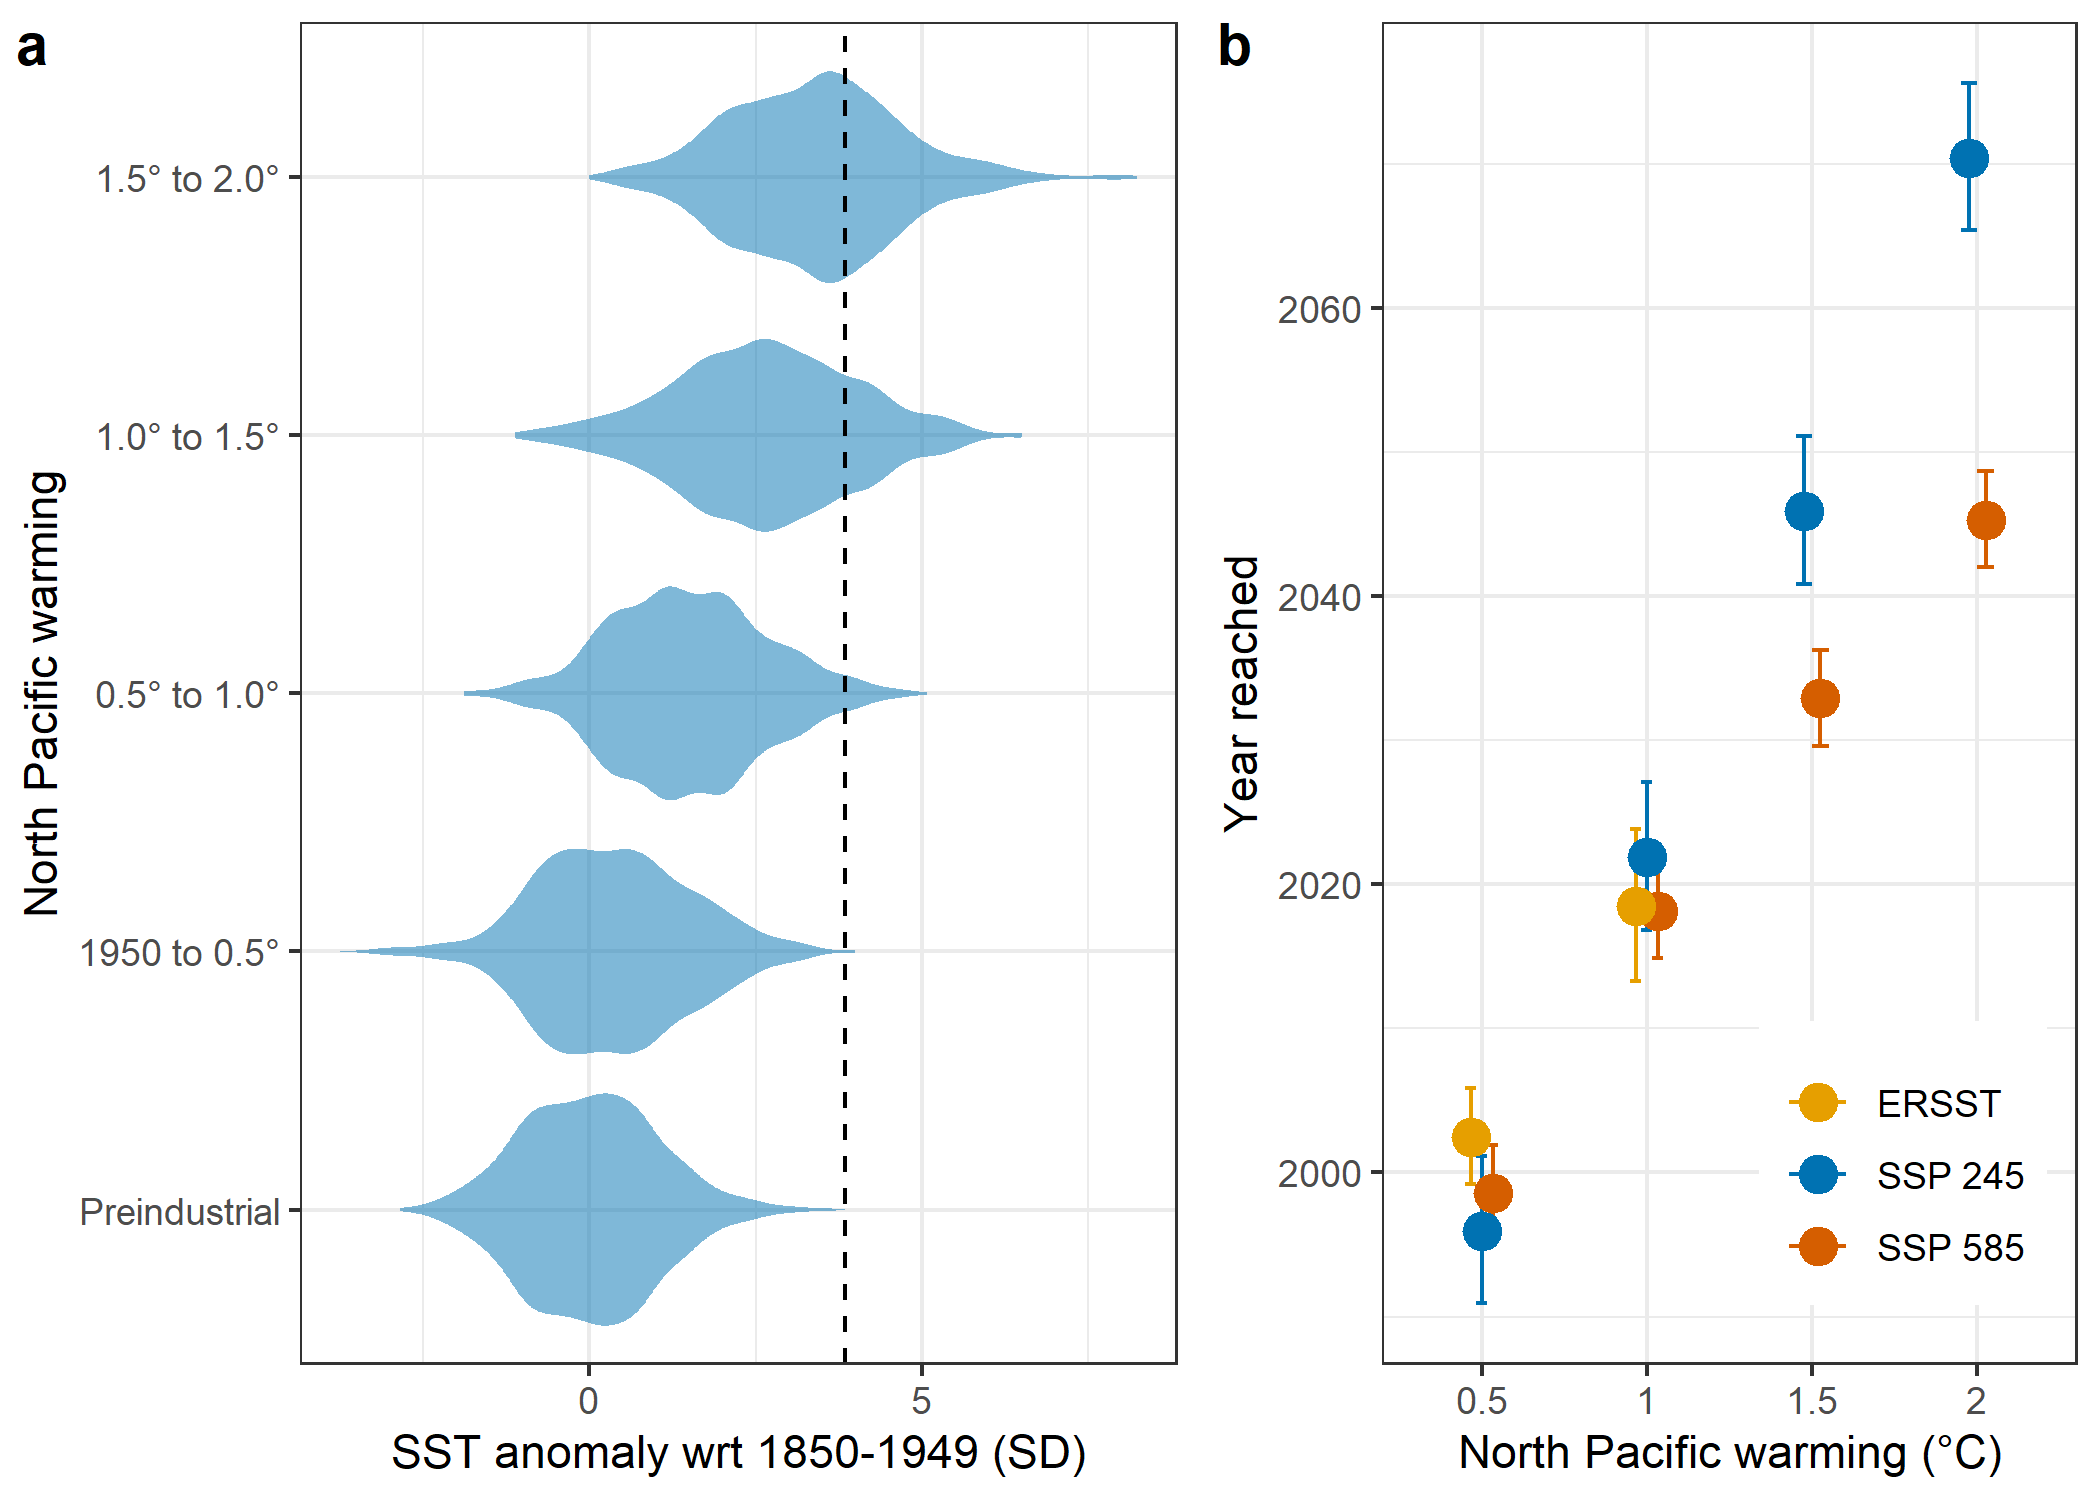 a
North Pacific warming
1.5° to 2.0°
1.0° to 1.5°
0.5° to 1.0°
1950 to 0.5°
Preindustrial
0 5
SST anomaly wrt 1850-1949 (SD)
b
Year reached
2060
2040
2020
2000
ERSST
SSP 245
SSP 585
0.5 1 1.5 2
North Pacific warming (°C)